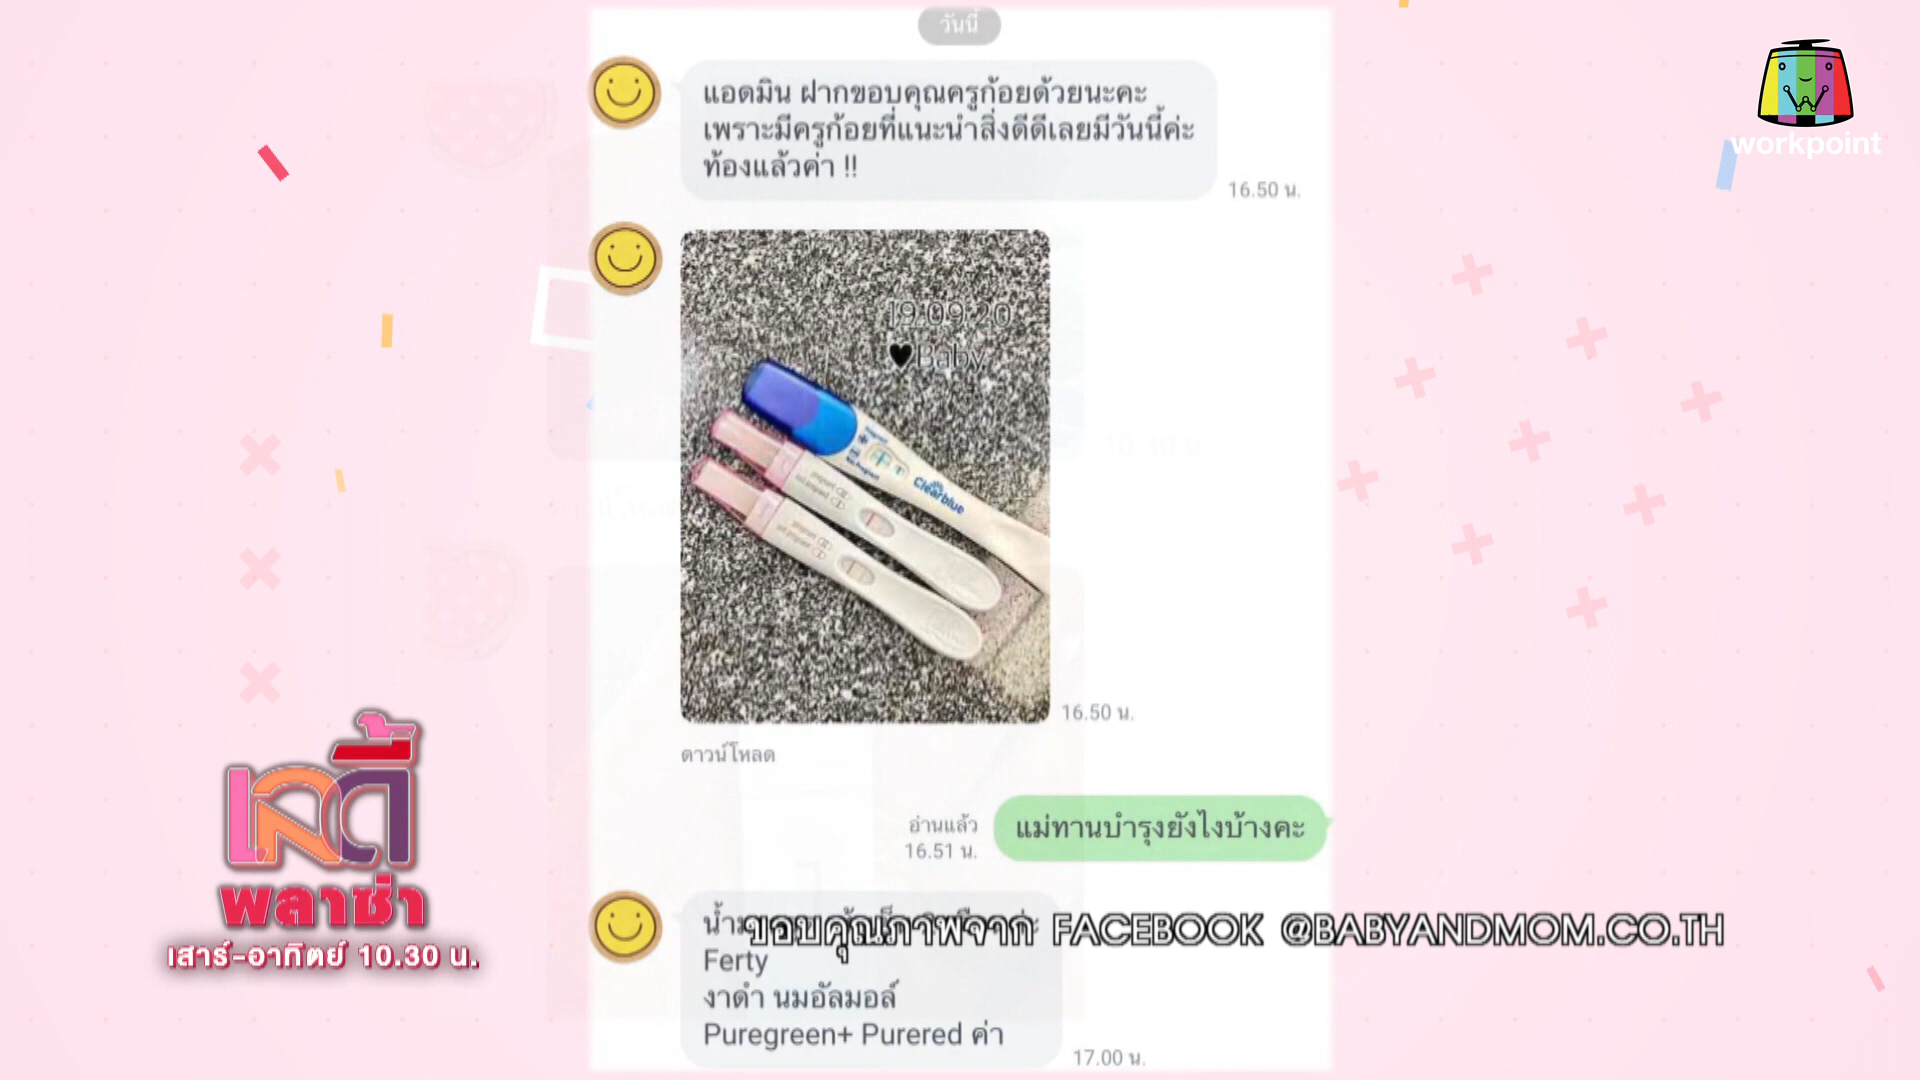 วันนี้
แอดมิน ฝากขอบคุณครูก้อยด้วยนะคะ
เพราะมีครูก้อยที่แนะนำสิ่งดีดีเลยมีวันนี้ค่ะ
ท้องแล้วค่า !!
16.50 น.
workpoint
19.09.20
Baby
Clearblue
16.50 น.
ดาวน์โหลด
แม่ทานบำรุงยังไงบ้างคะ
อ่านแล้ว
16.51 น.
เลดี้
พลาซ่า
เสาร์-อาทิตย์ 10.30 น.
ขอบคุณภาพจาก FACEBOOK @BABYANDMOM.CO.TH
Ferty
งาดำ นมอัลมอล์
Puregreen+ Purered ค่า
17.00 น.